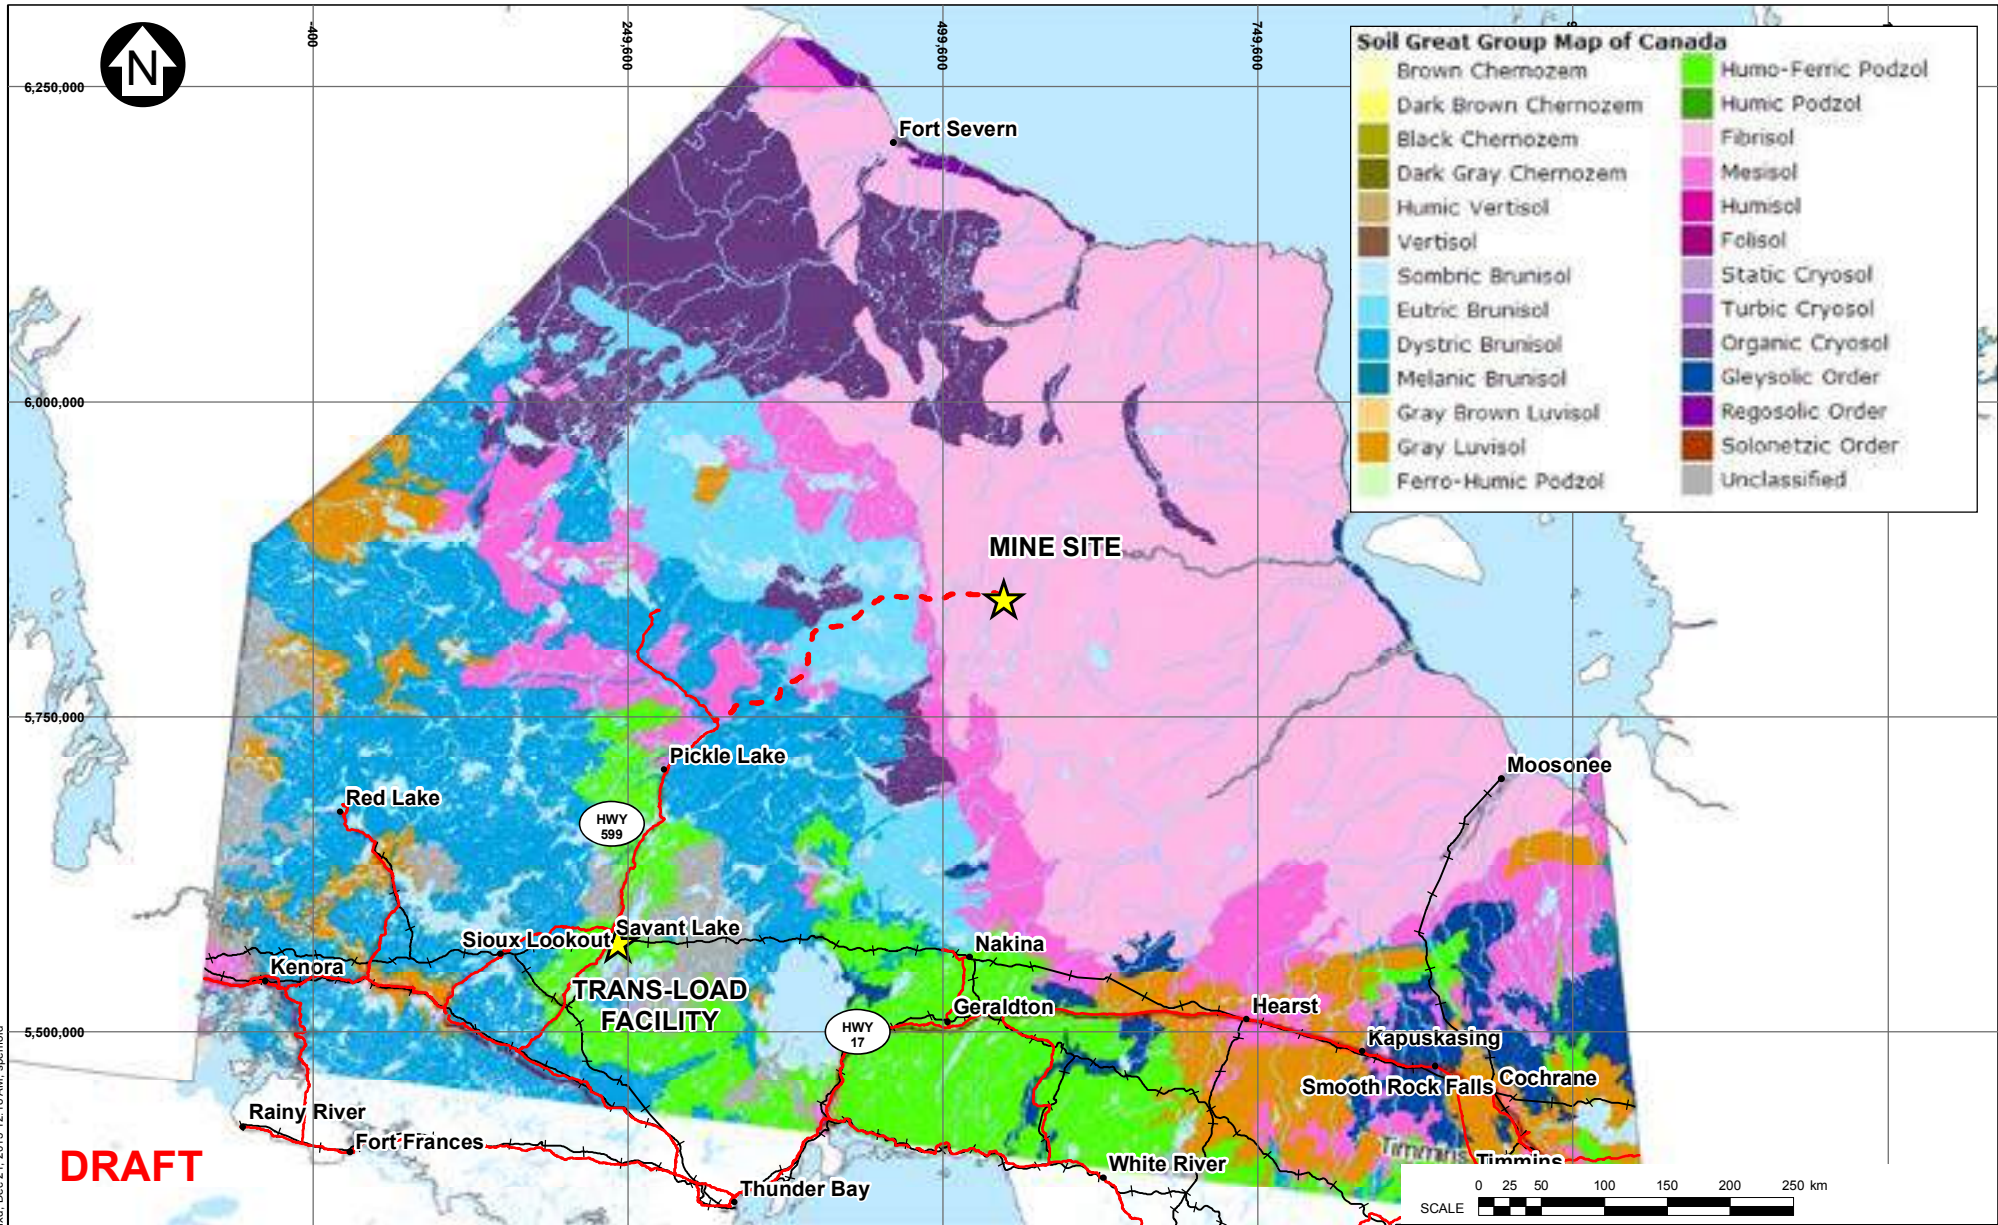 N
-400
249,600
499,600
749,600
6,250,000
6,000,000
5,750,000
5,500,000
Soil Great Group Map of Canada
Brown Chernozem
Dark Brown Chernozem
Black Chernozem
Dark Gray Chernozem
Humic Vertisol
Vertisol
Sombric Brunisol
Eutric Brunisol
Dystric Brunisol
Melanic Brunisol
Gray Brown Luvisol
Gray Luvisol
Ferro-Humic Podzol
Humo-Ferric Podzol
Humic Podzol
Fibrisol
Mesisol
Humisol
Folisol
Static Cryosol
Turbic Cryosol
Organic Cryosol
Gleysolic Order
Regosolic Order
Solonetzic Order
Unclassified
Fort Severn
MINE SITE
Pickle Lake
Moosonee
Red Lake
HWY
599
Savant Lake
Sioux Lookout
Nakina
Kenora
TRANS-LOAD
FACILITY
Geraldton
HWY
17
Hearst
Kapuskasing
Smooth Rock Falls
Cochrane
Rainy River
Fort Frances
Timmins
Timmins
White River
Thunder Bay
DRAFT
SCALE
0 25 50 100 150 200 250 km